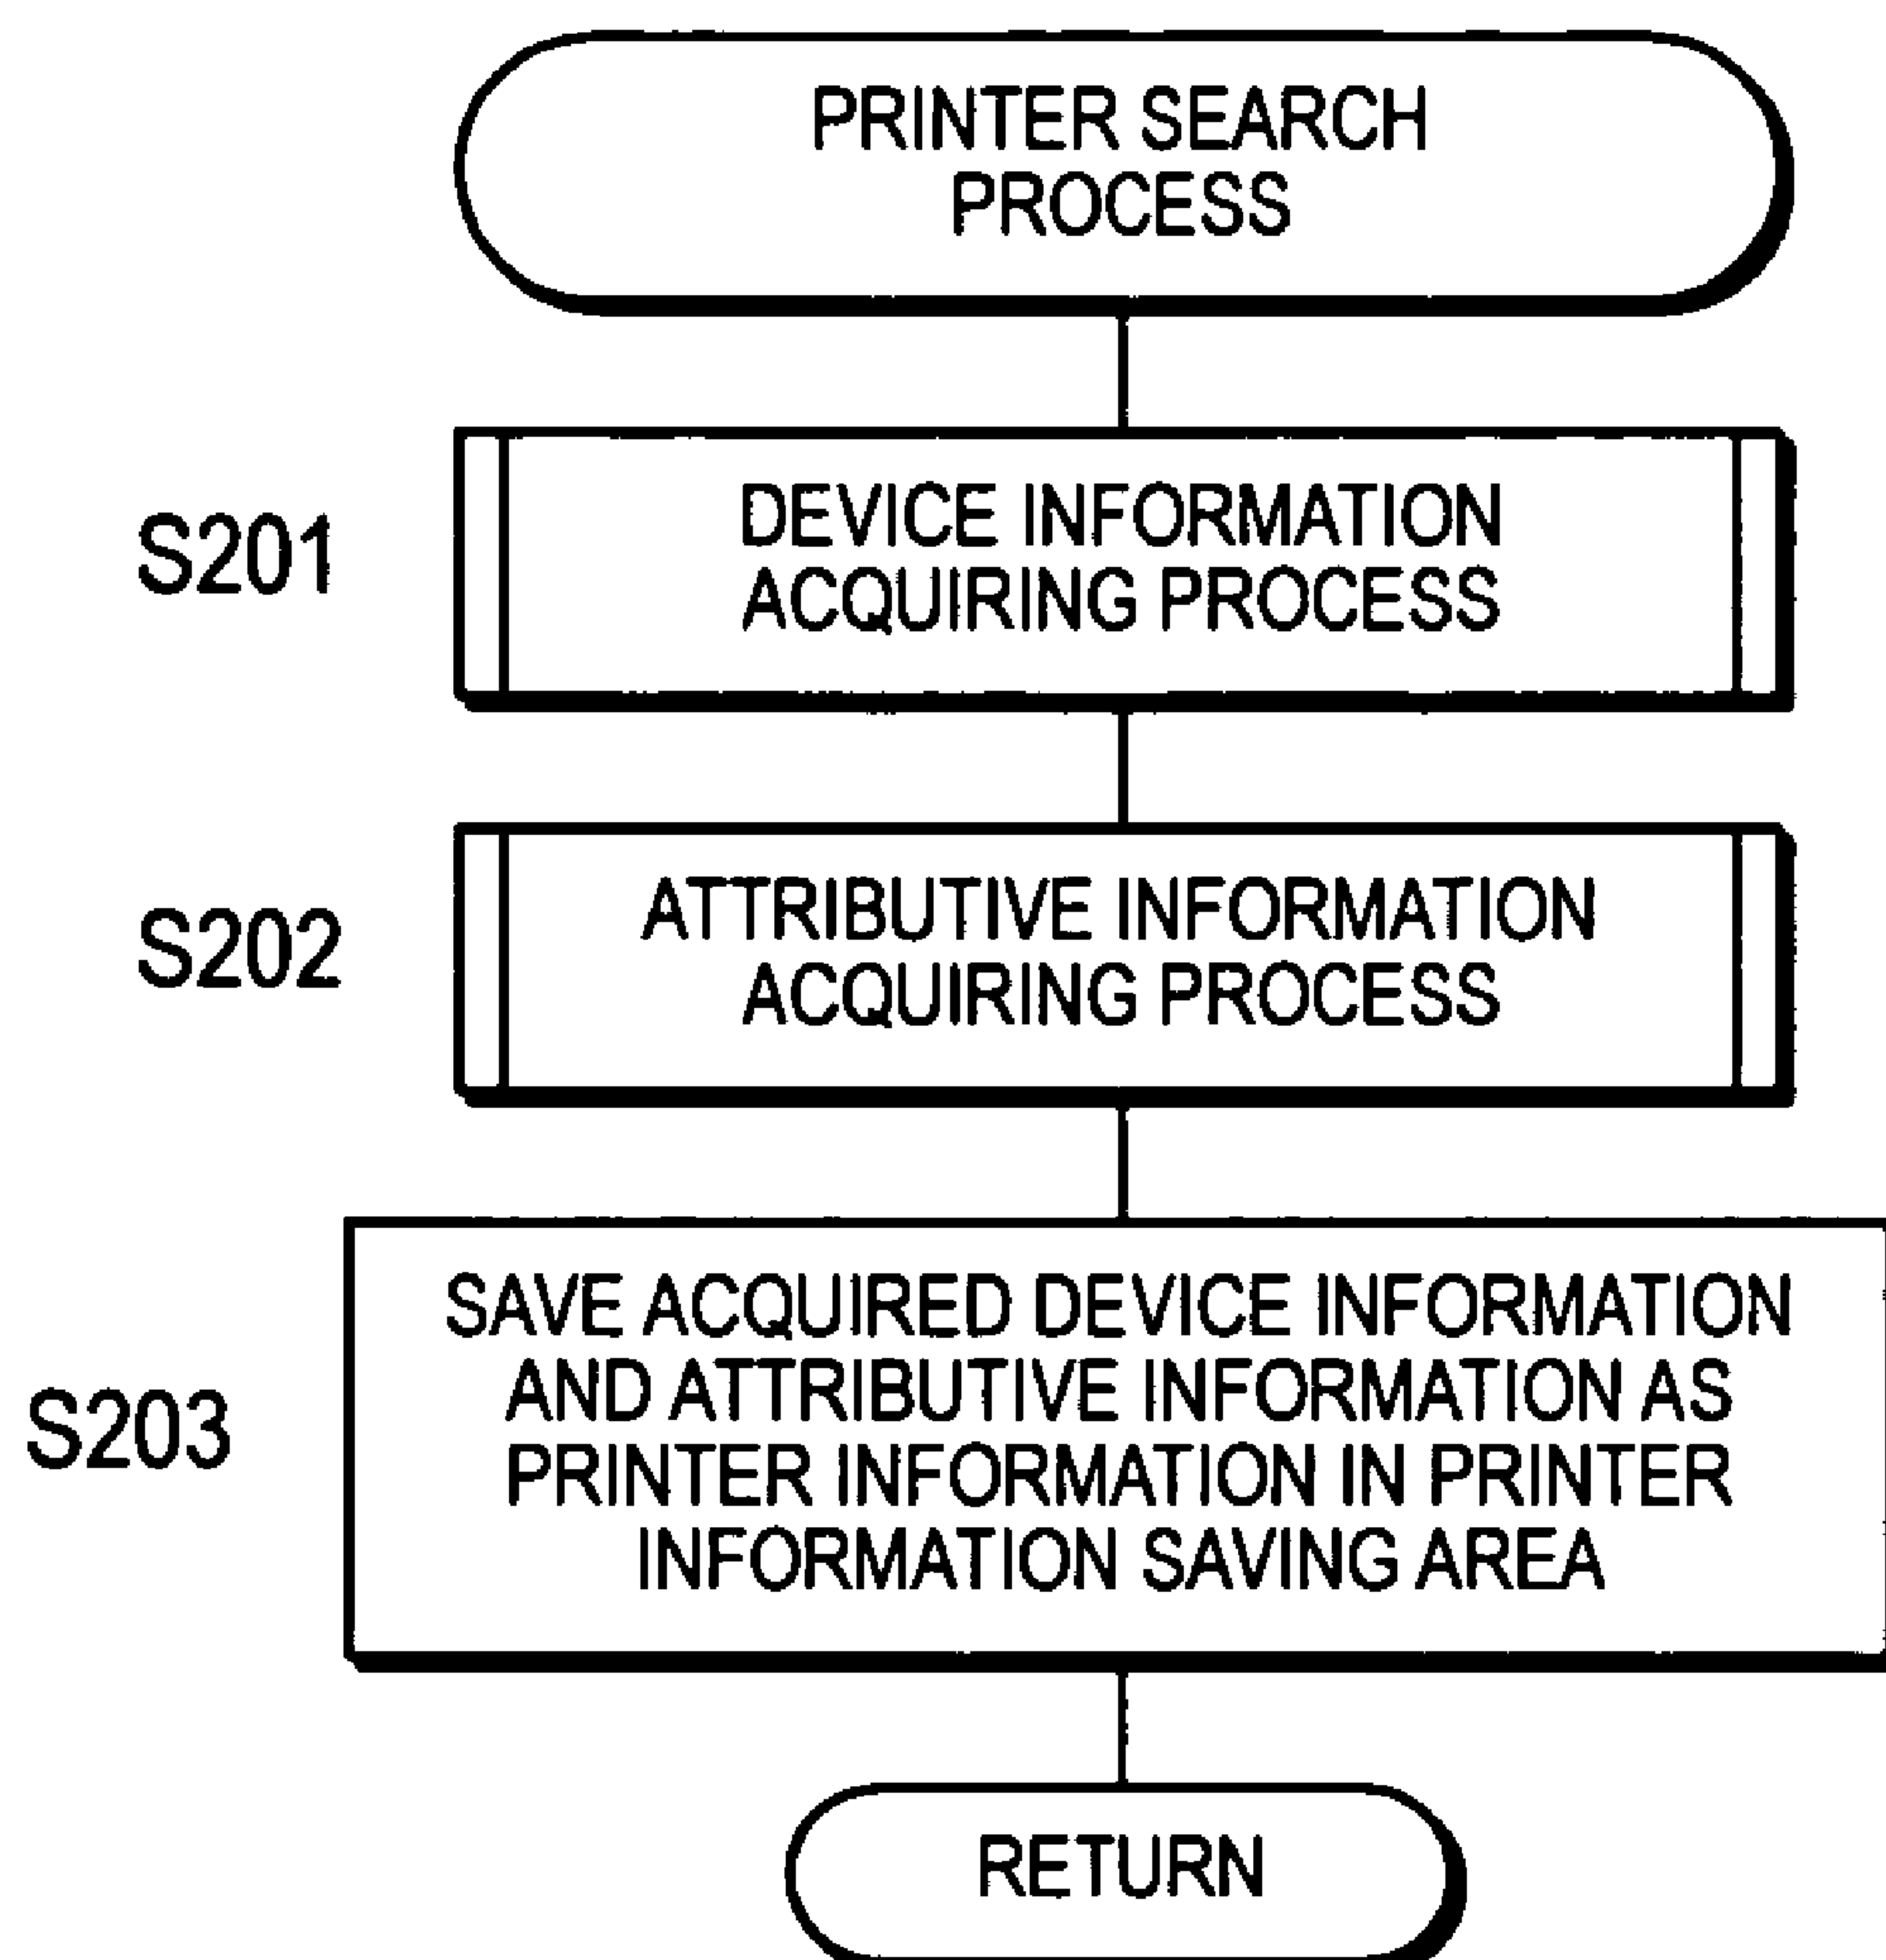 PRINTER SEARCH
PROCESS
S201
DEVICE INFORMATION
ACQUIRING PROCESS
S202
ATTRIBUTIVE INFORMATION
ACQUIRING PROCESS
S203
SAVE ACQUIRED DEVICE INFORMATION
AND ATTRIBUTIVE INFORMATION AS
PRINTER INFORMATION IN PRINTER
INFORMATION SAVING AREA
RETURN